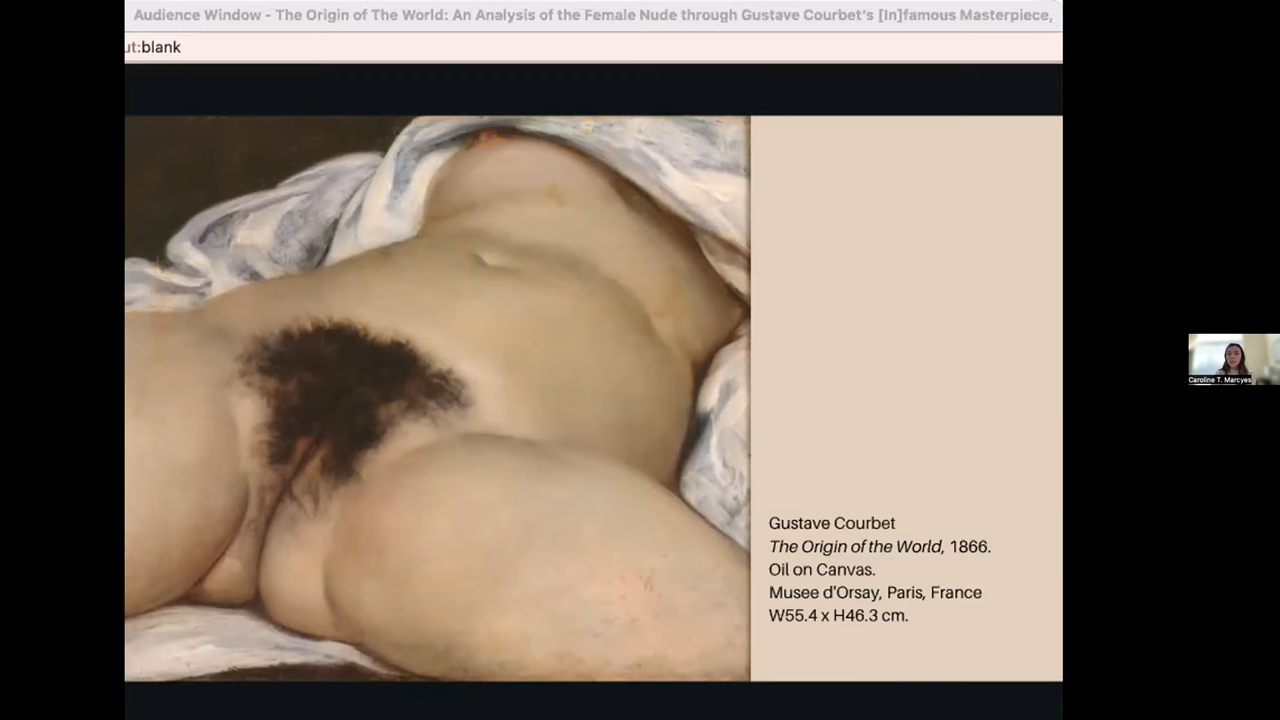 Audience Window - The Origin of The World: An Analysis of the Female Nude through Gustave Courbet's [In]famous Masterpiece,
ut:blank
Gustave Courbet
The Origin of the World, 1866.
Oil on Canvas.
Musee d'Orsay, Paris, France
W55.4 x H46.3 cm.
Caroline T. Marcyes